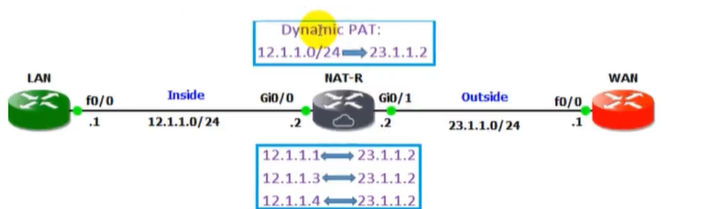 Dynamic PAT:
12.1.1.0/24 ➡ 23.1.1.2
LAN
NAT-R
WAN
f0/0
Inside
Gi0/0
Gi0/1
Outside
f0/0
.1
12.1.1.0/24
.2
.2
23.1.1.0/24
.1
12.1.1.1 ↔ 23.1.1.2
12.1.1.3 ↔ 23.1.1.2
12.1.1.4 ↔ 23.1.1.2